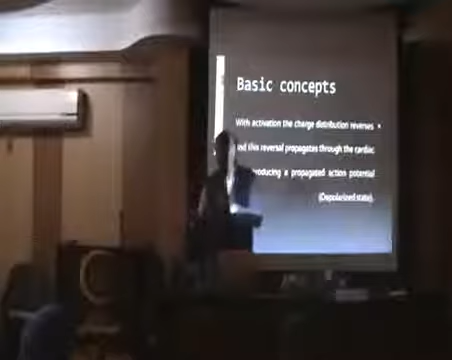 Basic concepts
With activation the charge distribution reverses •
and this reversal propagates through the cardiac
producing a propagated action potential
(Depolarized state).